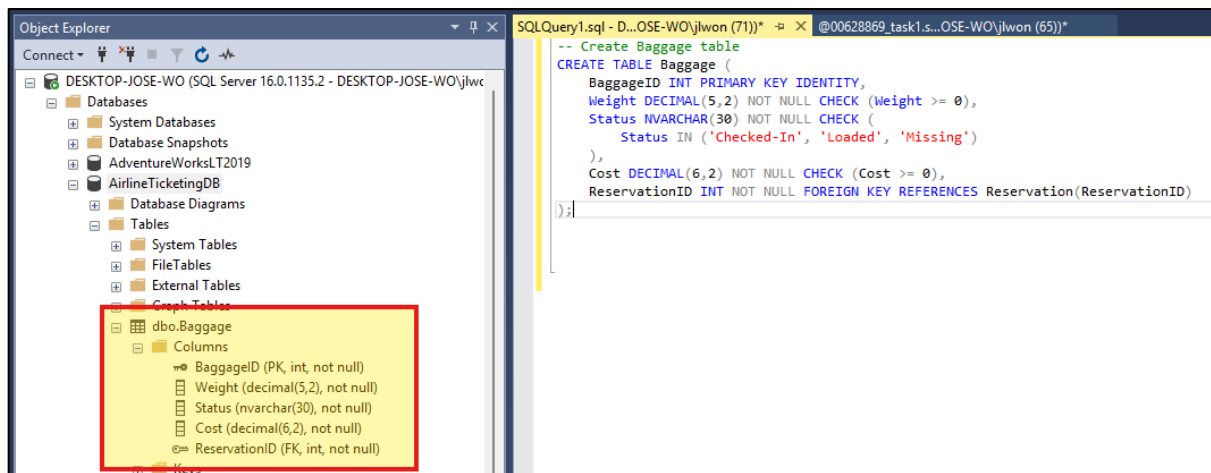 Object Explorer
Connect
DESKTOP-JOSE-WO (SQL Server 16.0.1135.2 - DESKTOP-JOSE-WO\jlwc
Databases
System Databases
Database Snapshots
AdventureWorksLT2019
AirlineTicketingDB
Database Diagrams
Tables
System Tables
FileTables
External Tables
Graph Tables
dbo.Baggage
Columns
BaggageID (PK, int, not null)
Weight (decimal(5,2), not null)
Status (nvarchar(30), not null)
Cost (decimal(6,2), not null)
ReservationID (FK, int, not null)
Keys
SQLQuery1.sql - D...OSE-WO\jlwon (71))*
@00628869_task1.s...OSE-WO\jlwon (65))*
-- Create Baggage table
CREATE TABLE Baggage (
BaggageID INT PRIMARY KEY IDENTITY,
Weight DECIMAL(5,2) NOT NULL CHECK (Weight >= 0),
Status NVARCHAR(30) NOT NULL CHECK (
Status IN ('Checked-In', 'Loaded', 'Missing')
),
Cost DECIMAL(6,2) NOT NULL CHECK (Cost >= 0),
ReservationID INT NOT NULL FOREIGN KEY REFERENCES Reservation(ReservationID)
);